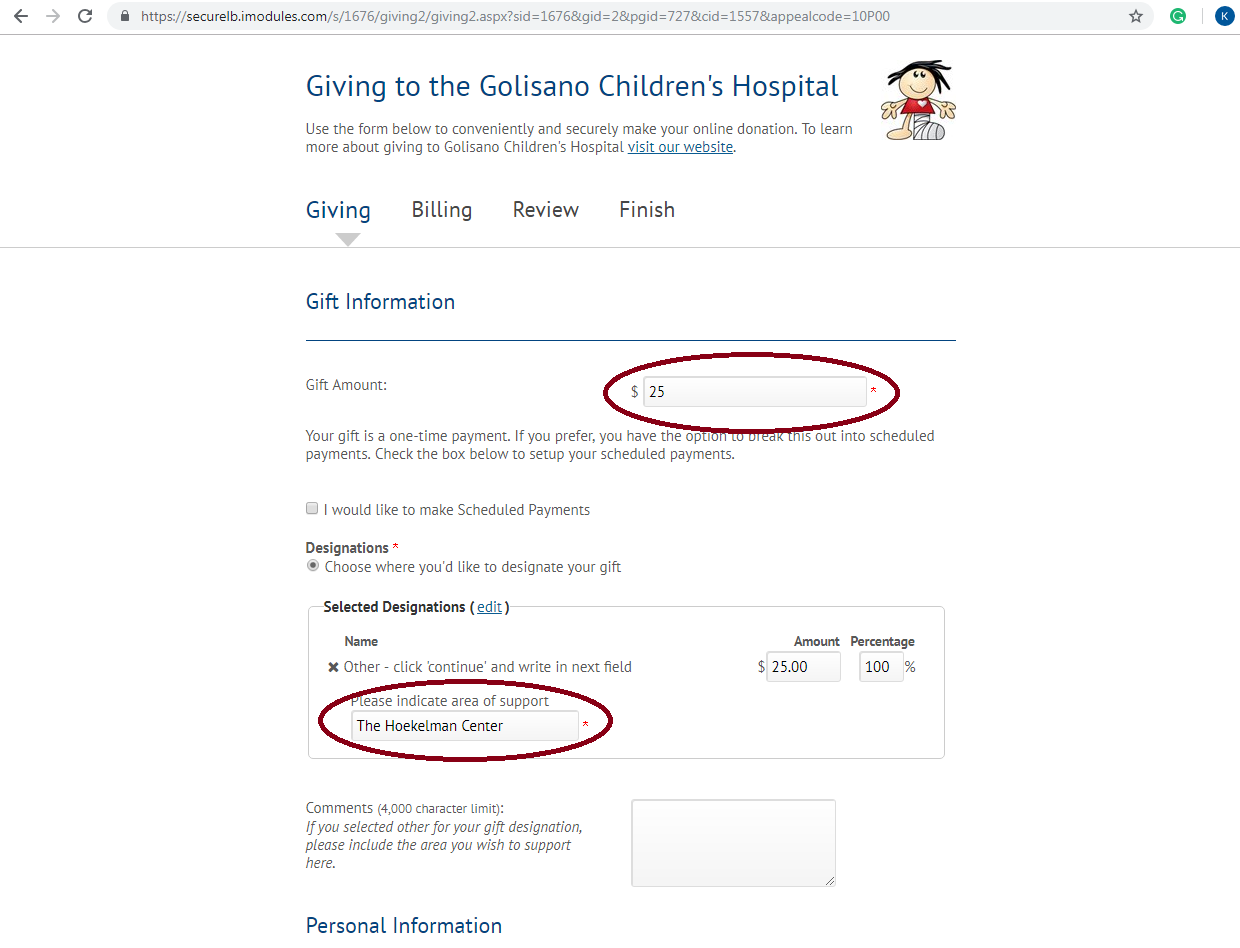 https://securelb.imodules.com/s/1676/giving2/giving2.aspx?sid=1676&gid=2&pgid=727&cid=1557&appealcode=10P00
K
Giving to the Golisano Children's Hospital
Use the form below to conveniently and securely make your online donation. To learn
more about giving to Golisano Children's Hospital visit our website.
Giving Billing Review Finish
Gift Information
Gift Amount: $ 25 *
Your gift is a one-time payment. If you prefer, you have the option to break this out into scheduled
payments. Check the box below to setup your scheduled payments.
I would like to make Scheduled Payments
Designations *
Choose where you'd like to designate your gift
Selected Designations ( edit )
Name Amount Percentage
Other - click 'continue' and write in next field $ 25.00 100 %
Please indicate area of support
The Hoekelman Center *
Comments (4,000 character limit):
If you selected other for your gift designation,
please include the area you wish to support
here.
Personal Information